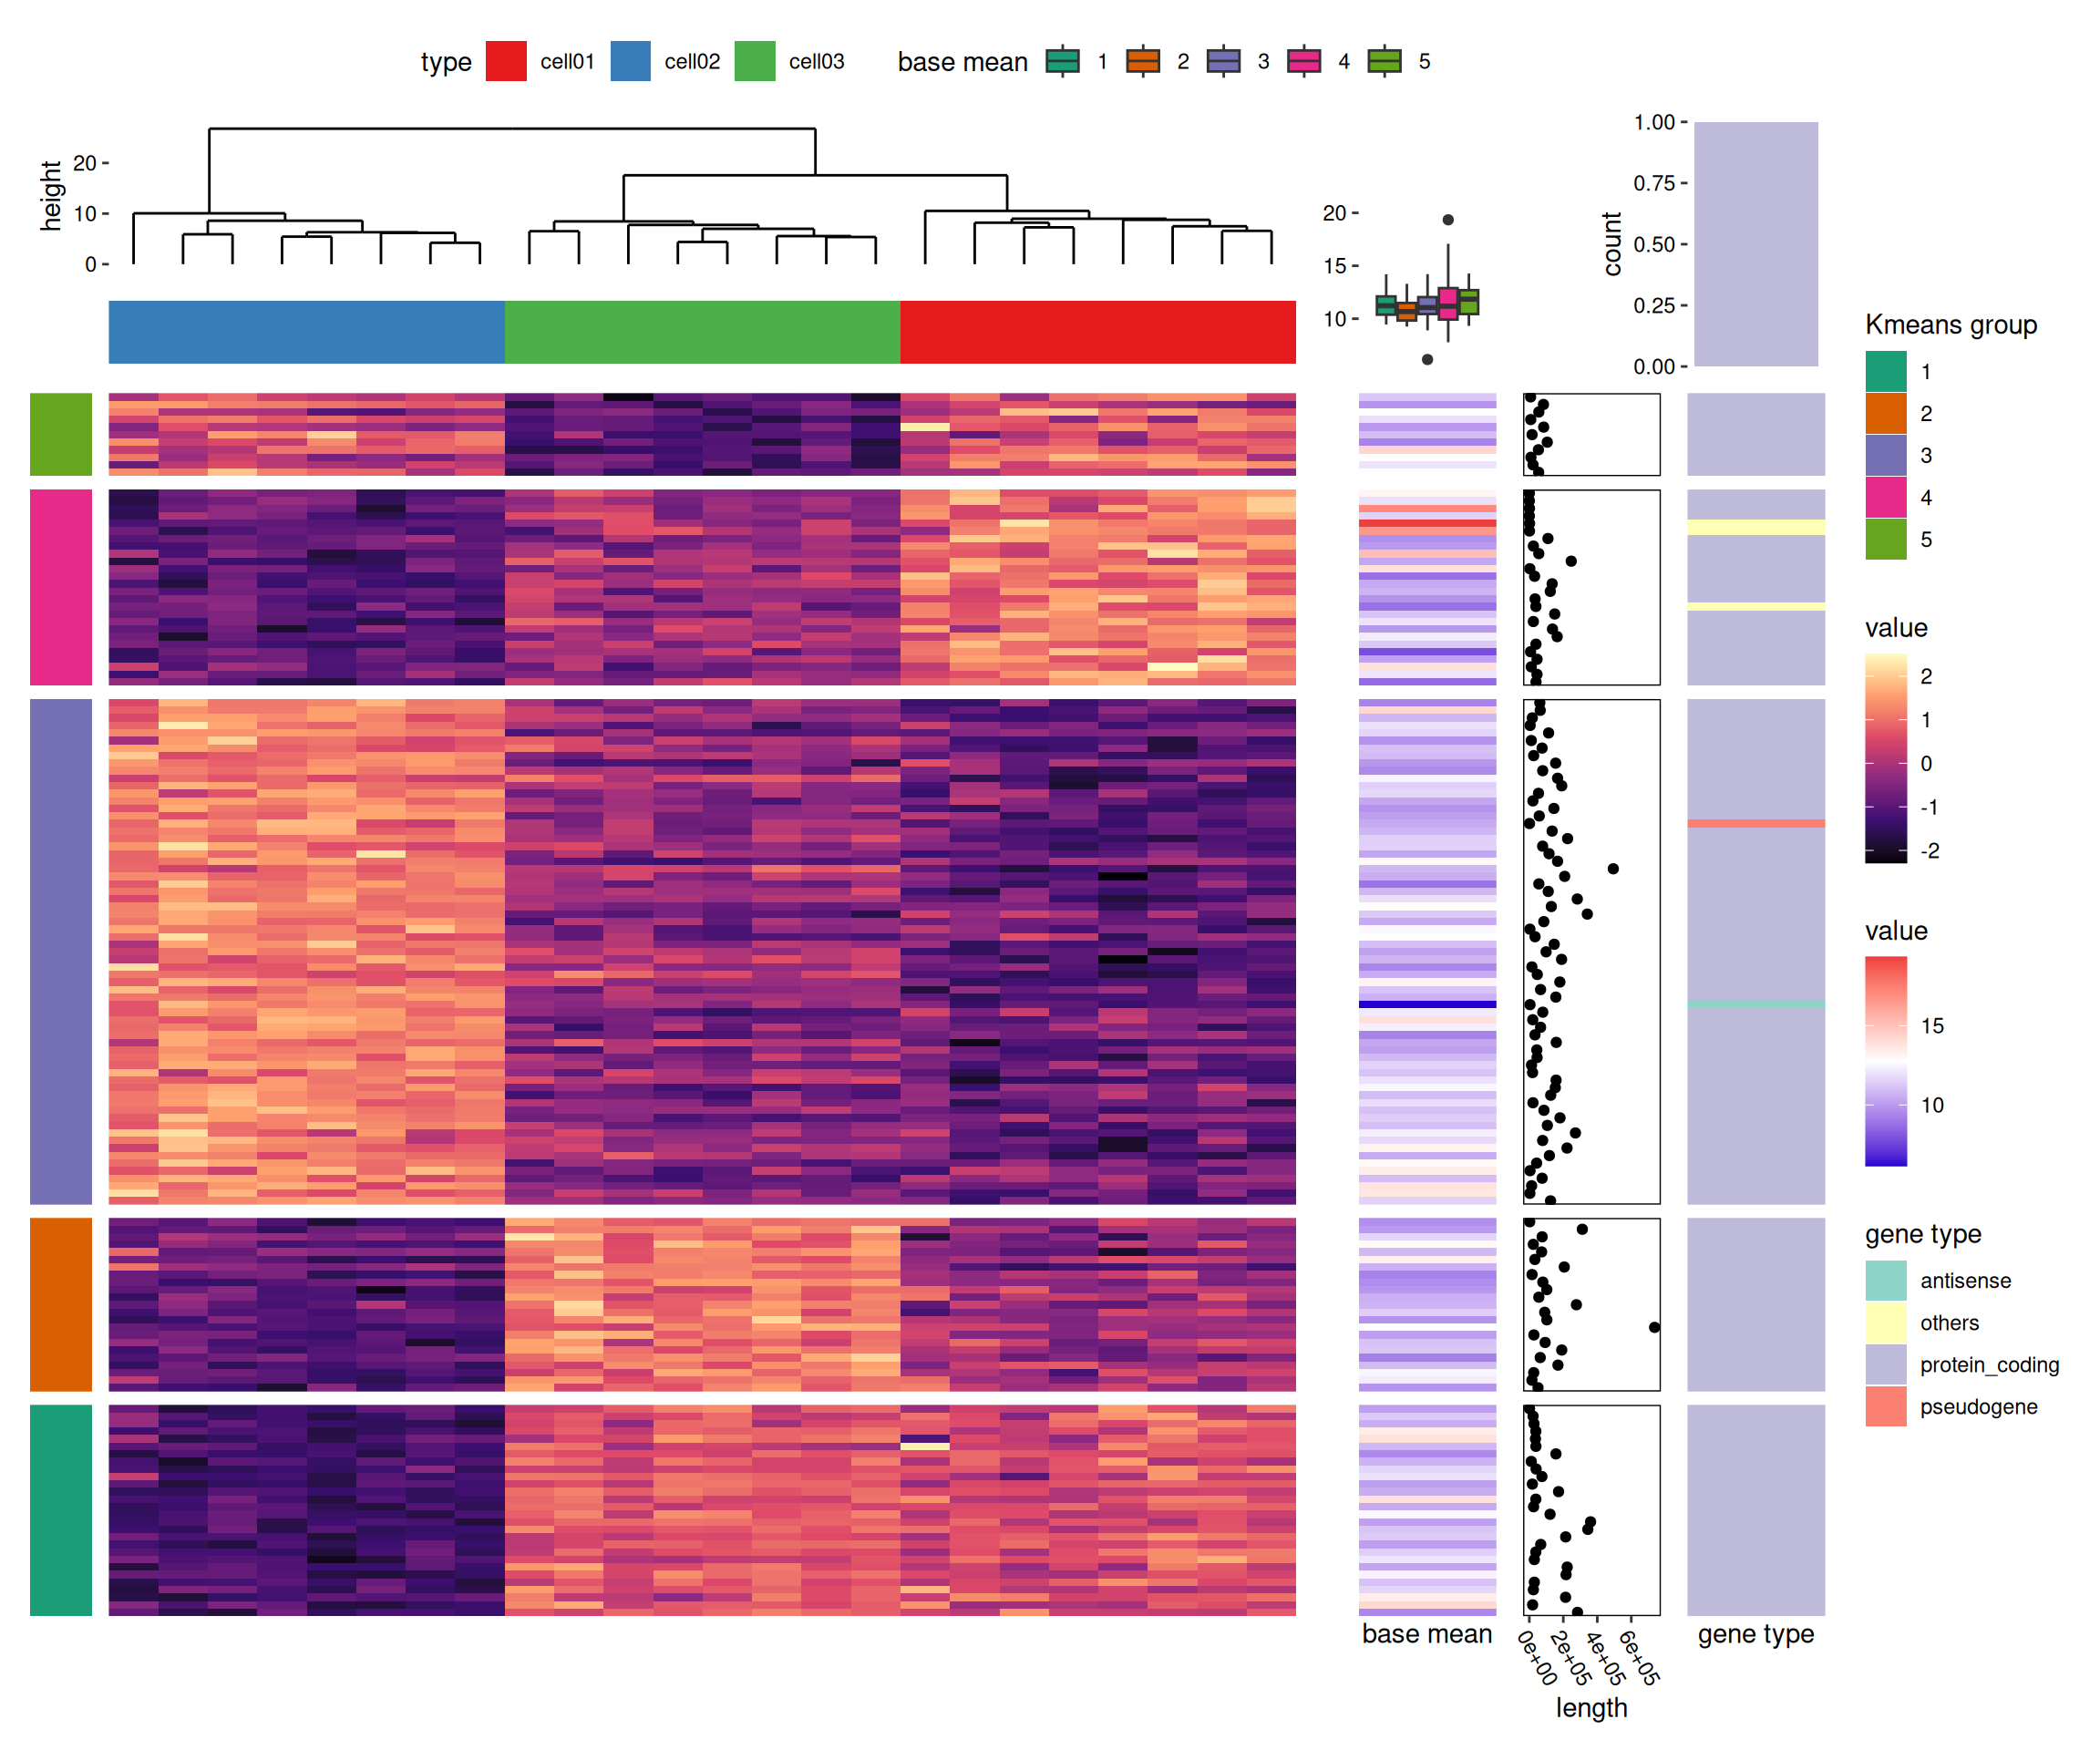 type cell01 cell02 cell03 base mean 1 2 3 4 5
height
20
10
0
20
15
10
count
1.00
0.75
0.50
0.25
0.00
Kmeans group
1
2
3
4
5
value
2
1
0
-1
-2
value
15
10
gene type
antisense
others
protein_coding
pseudogene
base mean
0e+00 2e+05 4e+05 6e+05
length
gene type